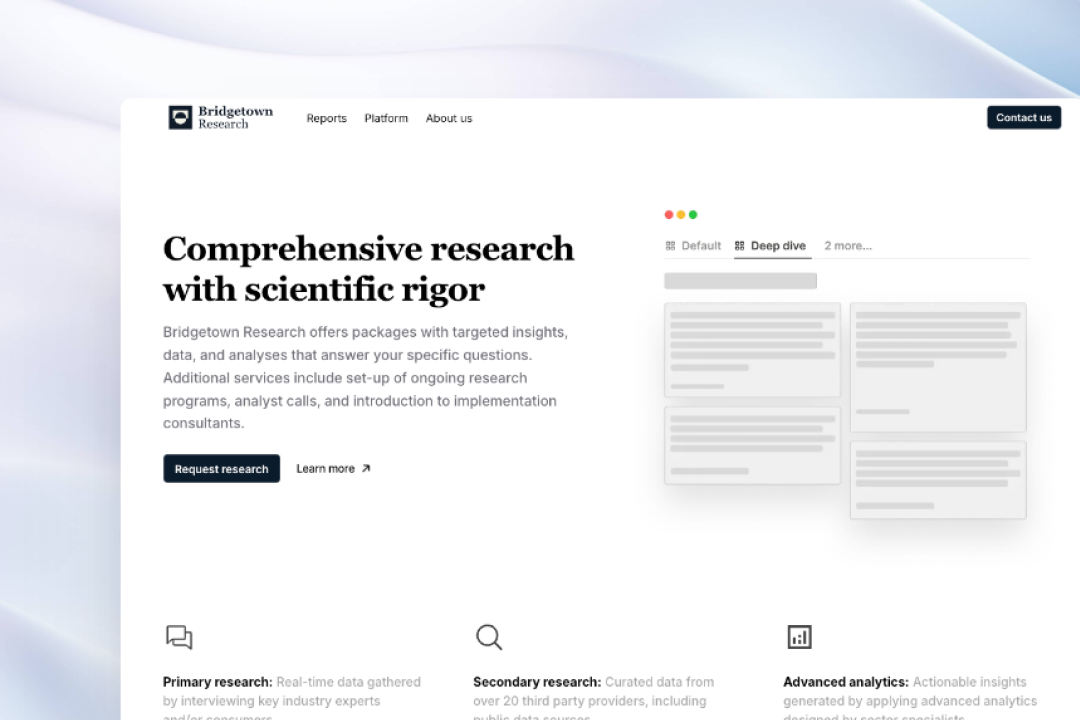 Bridgetown
Research
Reports Platform About us
Contact us
Comprehensive research
with scientific rigor
Bridgetown Research offers packages with targeted insights,
data, and analyses that answer your specific questions.
Additional services include set-up of ongoing research
programs, analyst calls, and introduction to implementation
consultants.
Request research
Learn more
Default
Deep dive
2 more...
Primary research: Real-time data gathered
by interviewing key industry experts
and/or consumers
Secondary research: Curated data from
over 20 third party providers, including
public data sources
Advanced analytics: Actionable insights
generated by applying advanced analytics
designed by sector specialists